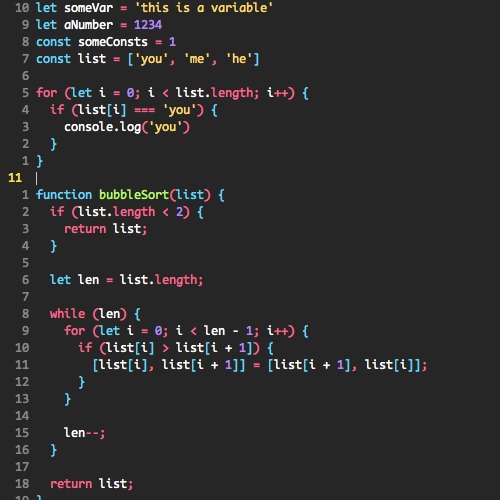 10 let someVar = 'this is a variable'
9 let aNumber = 1234
8 const someConsts = 1
7 const list = ['you', 'me', 'he']
6
5 for (let i = 0; i < list.length; i++) {
4   if (list[i] === 'you') {
3     console.log('you')
2   }
1 }
11
1 function bubbleSort(list) {
2   if (list.length < 2) {
3     return list;
4   }
5
6   let len = list.length;
7
8   while (len) {
9     for (let i = 0; i < len - 1; i++) {
10       if (list[i] > list[i + 1]) {
11         [list[i], list[i + 1]] = [list[i + 1], list[i]];
12       }
13     }
14
15     len--;
16   }
17
18   return list;
19 }